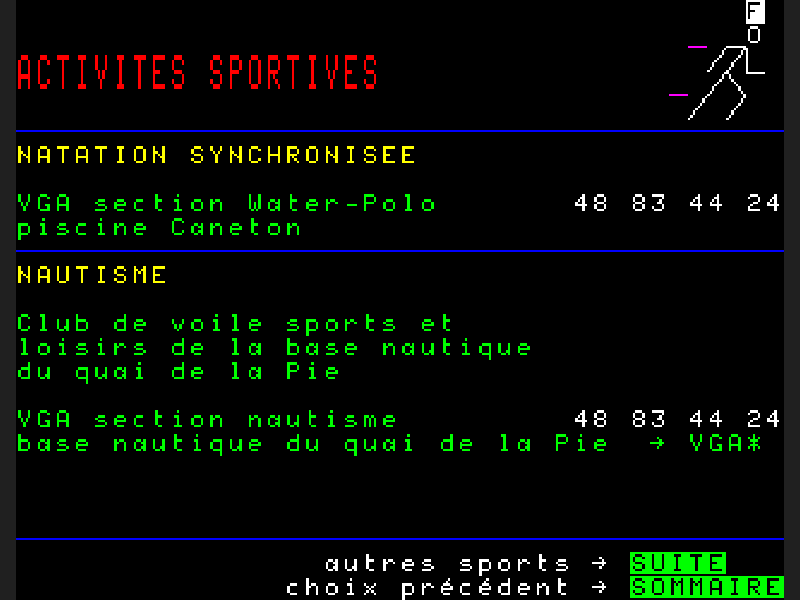 F
ACTIVITES SPORTIVES
NATATION SYNCHRONISEE
VGA section Water-Polo 48 83 44 24
piscine Caneton
NAUTISME
Club de voile sports et
loisirs de la base nautique
du quai de la Pie
VGA section nautisme 48 83 44 24
base nautique du quai de la Pie → VGA*
autres sports → SUITE
choix précédent → SOMMAIRE